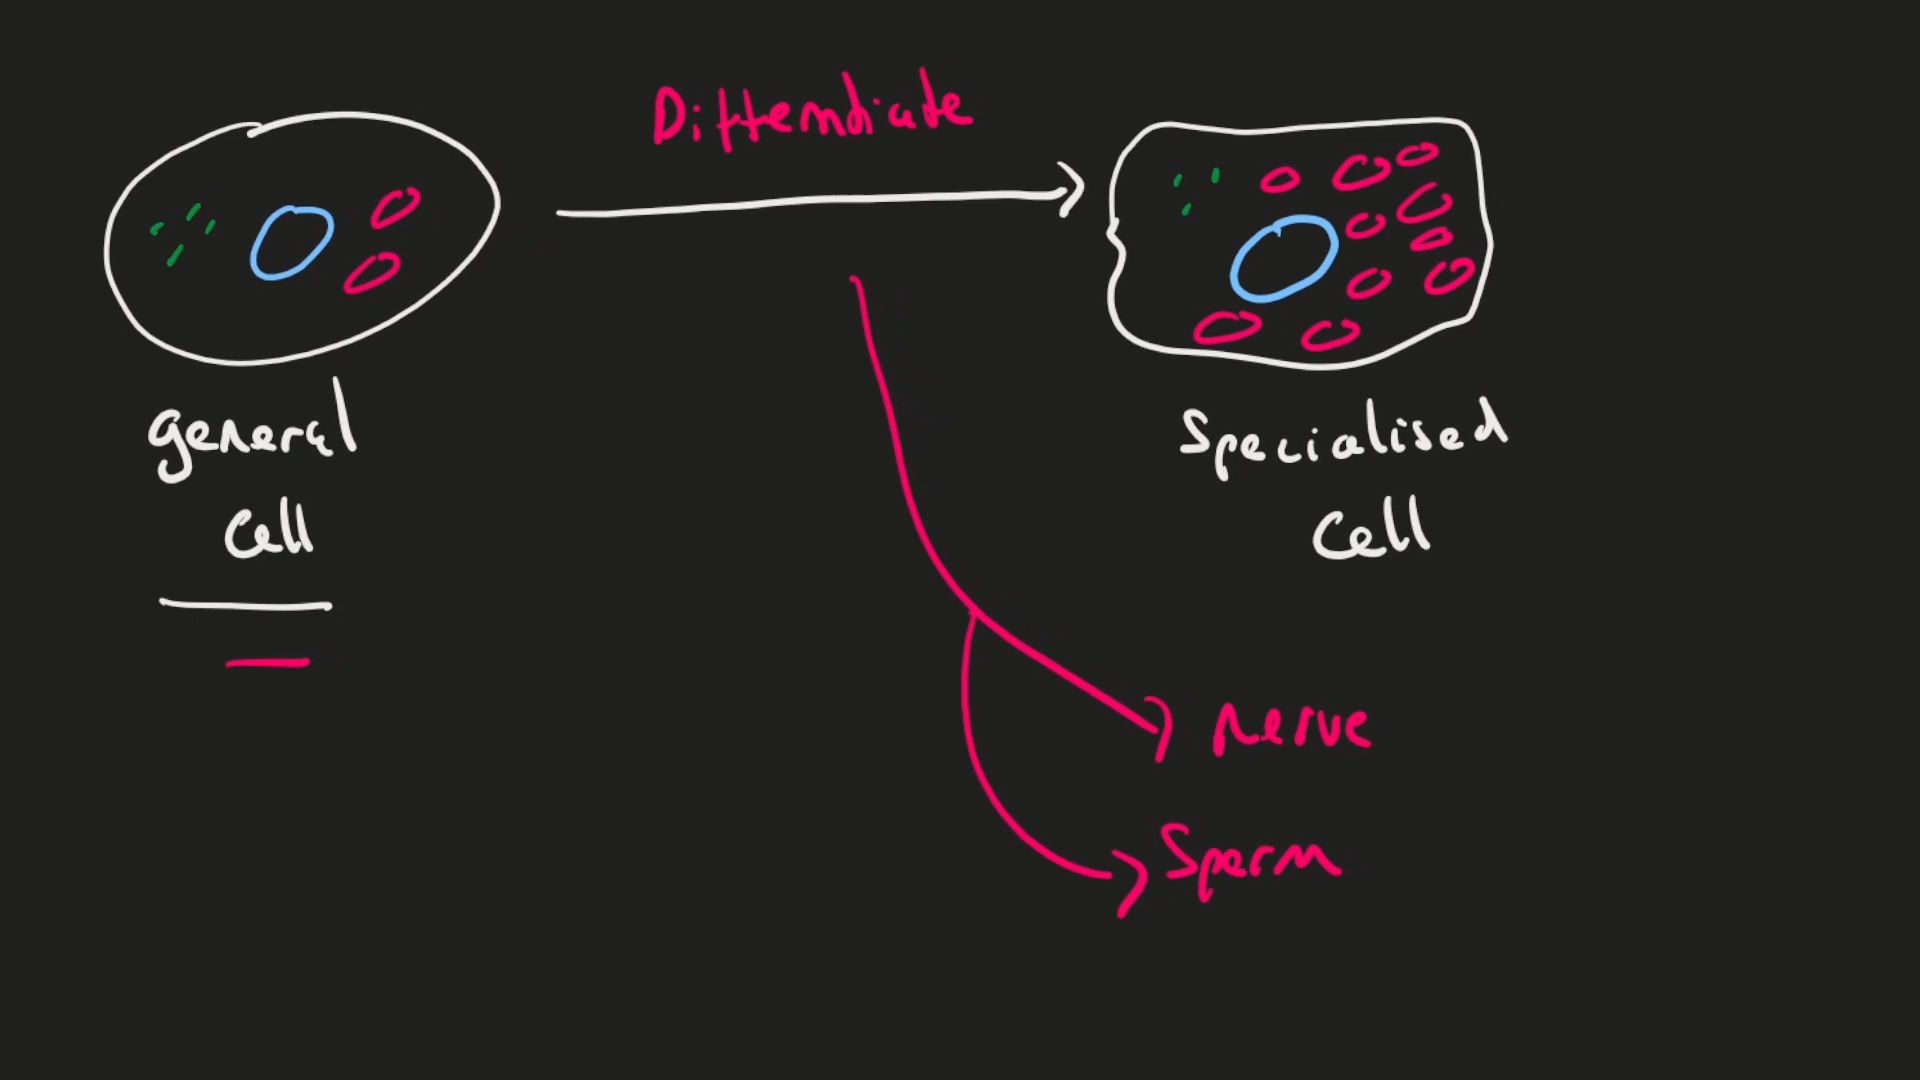 Differentiate
general
Cell
Specialised
Cell
nerve
Sperm